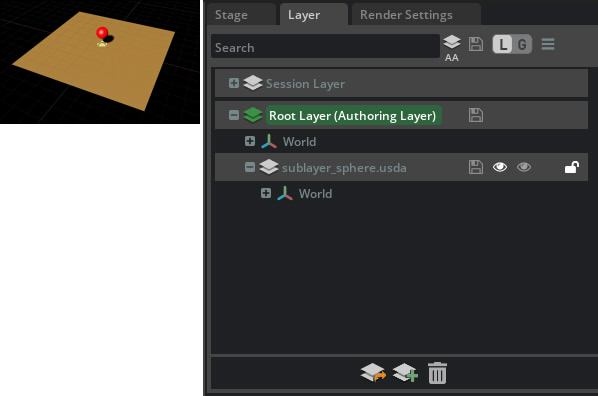 Stage
Layer
Render Settings
Search
AA
L G
Session Layer
Root Layer (Authoring Layer)
World
sublayer_sphere.usda
World